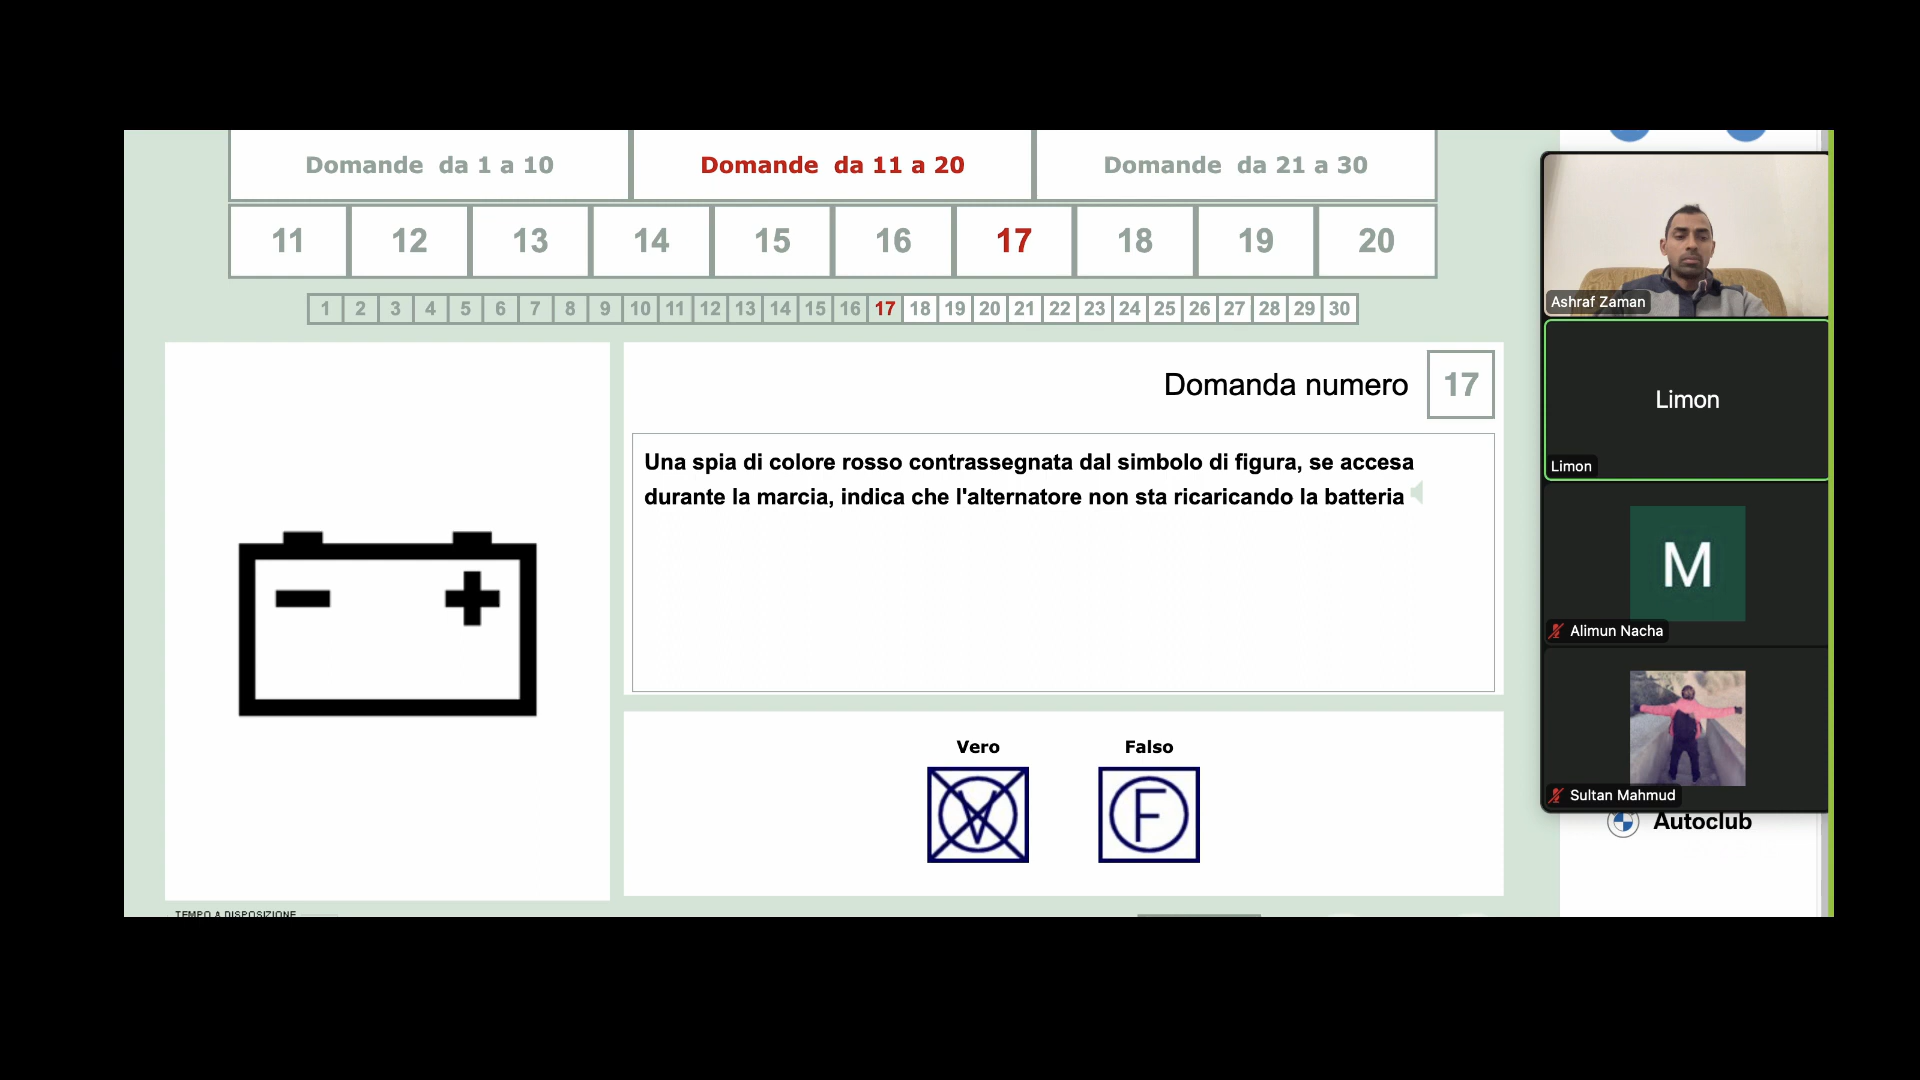 Domande da 1 a 10
Domande da 11 a 20
Domande da 21 a 30
11 12 13 14 15 16 17 18 19 20
1 2 3 4 5 6 7 8 9 10 11 12 13 14 15 16 17 18 19 20 21 22 23 24 25 26 27 28 29 30
Domanda numero 17
Una spia di colore rosso contrassegnata dal simbolo di figura, se accesa
durante la marcia, indica che l'alternatore non sta ricaricando la batteria
Vero
Falso
V
F
TEMPO A DISPOSIZIONE
Ashraf Zaman
Limon
Limon
M
Alimun Nacha
Sultan Mahmud
Autoclub